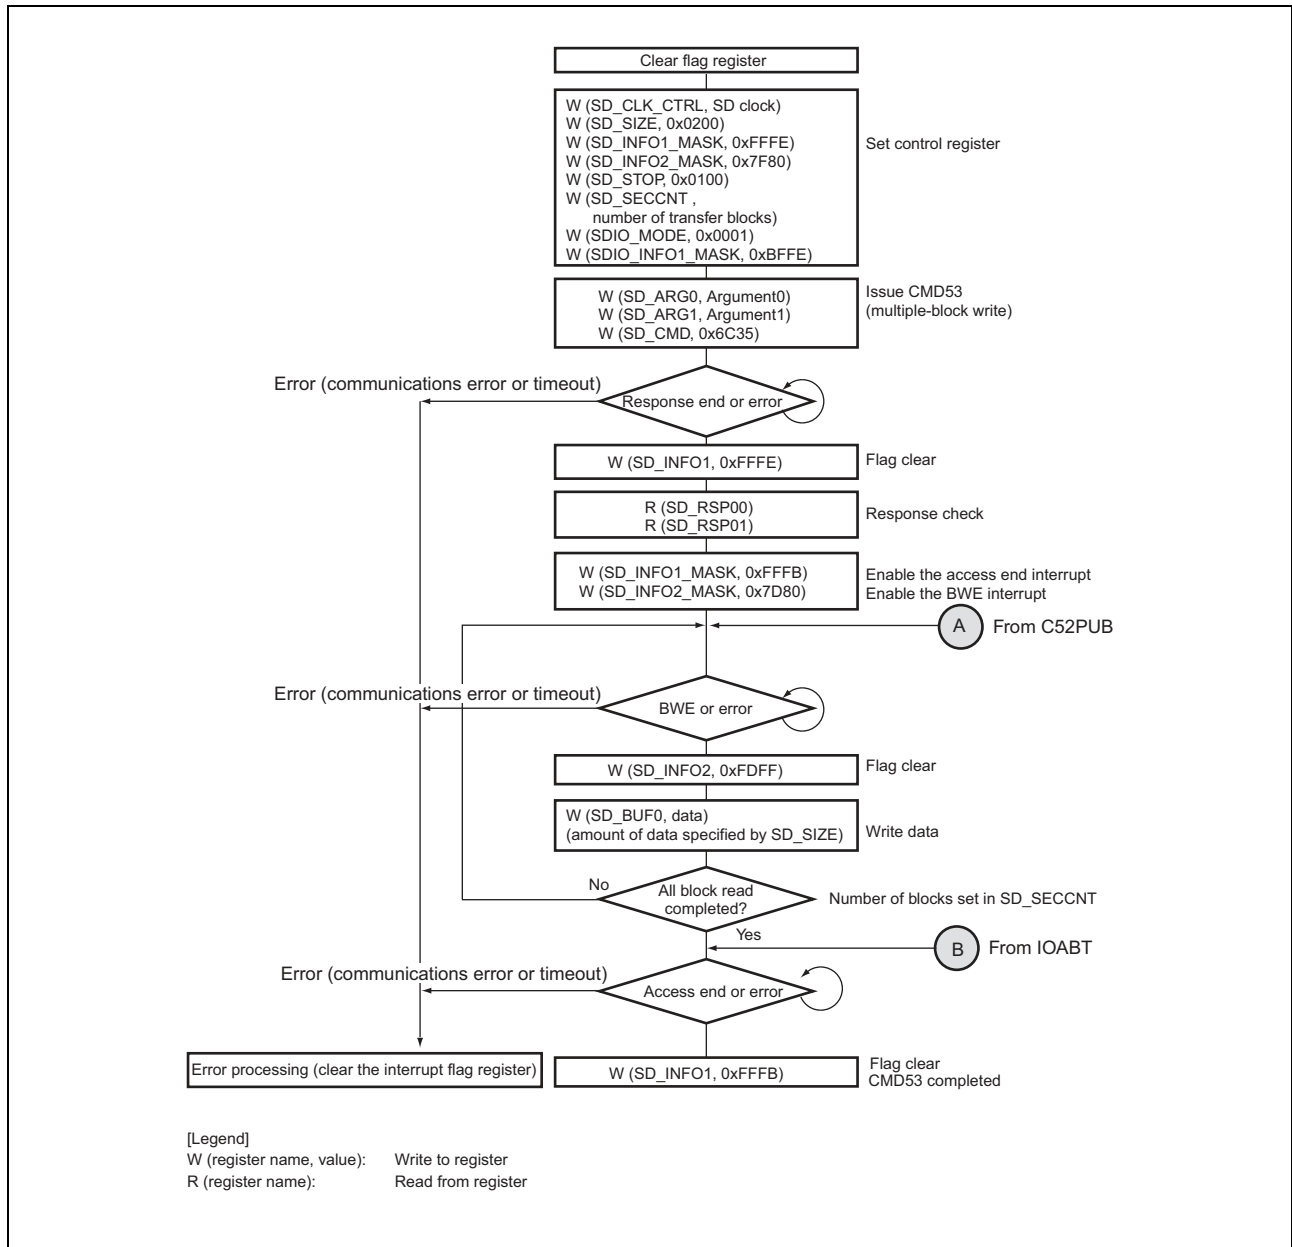 Clear flag register
W (SD_CLK_CTRL, SD clock)
W (SD_SIZE, 0x0200)
W (SD_INFO1_MASK, 0xFFFE)
W (SD_INFO2_MASK, 0x7F80)
W (SD_STOP, 0x0100)
W (SD_SECCNT ,
number of transfer blocks)
W (SDIO_MODE, 0x0001)
W (SDIO_INFO1_MASK, 0xBFFE)
Set control register
W (SD_ARG0, Argument0)
W (SD_ARG1, Argument1)
W (SD_CMD, 0x6C35)
Issue CMD53
(multiple-block write)
Error (communications error or timeout)
Response end or error
W (SD_INFO1, 0xFFFE)
Flag clear
R (SD_RSP00)
R (SD_RSP01)
Response check
W (SD_INFO1_MASK, 0xFFFB)
W (SD_INFO2_MASK, 0x7D80)
Enable the access end interrupt
Enable the BWE interrupt
A
From C52PUB
Error (communications error or timeout)
BWE or error
W (SD_INFO2, 0xFDFF)
Flag clear
W (SD_BUF0, data)
(amount of data specified by SD_SIZE)
Write data
No
All block read
completed?
Number of blocks set in SD_SECCNT
Yes
B
From IOABT
Error (communications error or timeout)
Access end or error
Error processing (clear the interrupt flag register)
W (SD_INFO1, 0xFFFB)
Flag clear
CMD53 completed
[Legend]
W (register name, value): Write to register
R (register name): Read from register